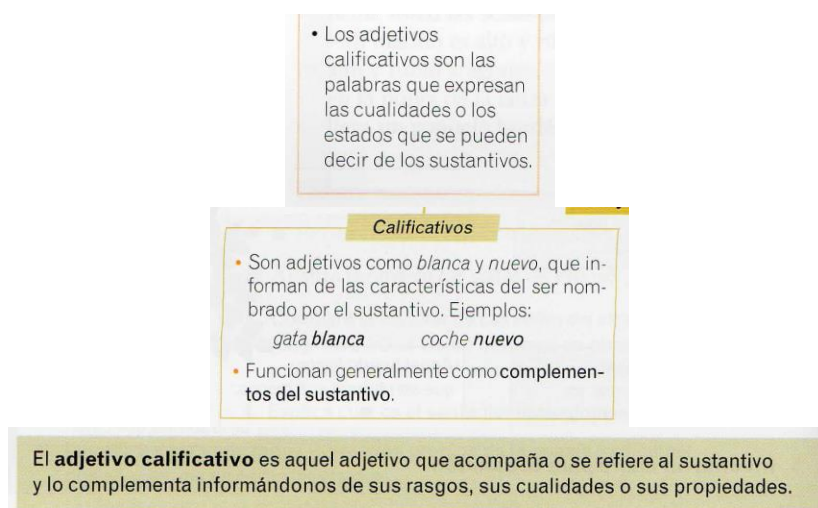 • Los adjetivos
calificativos son las
palabras que expresan
las cualidades o los
estados que se pueden
decir de los sustantivos.
Calificativos
• Son adjetivos como blanca y nuevo, que in-
forman de las características del ser nom-
brado por el sustantivo. Ejemplos:
gata blanca coche nuevo
• Funcionan generalmente como complemen-
tos del sustantivo.
El adjetivo calificativo es aquel adjetivo que acompaña o se refiere al sustantivo
y lo complementa informándonos de sus rasgos, sus cualidades o sus propiedades.